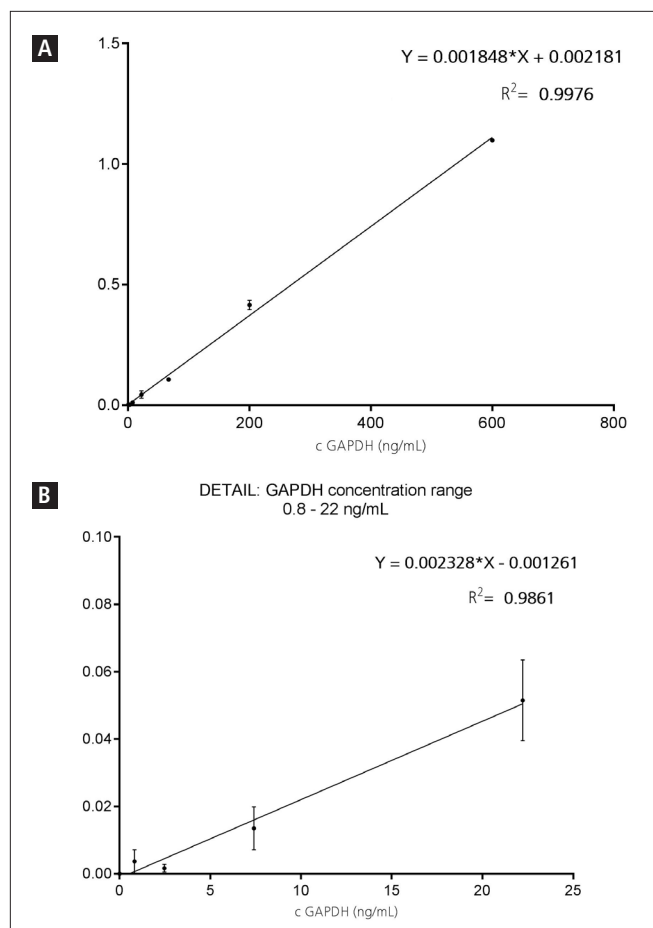 A
Y = 0.001848*X + 0.002181
R2= 0.9976
1.5
1.0
0.5
0.0
0 200 400 600 800
c GAPDH (ng/mL)
B
DETAIL: GAPDH concentration range
0.8 - 22 ng/mL
Y = 0.002328*X - 0.001261
R2= 0.9861
0.10
0.08
0.06
0.04
0.02
0.00
0 5 10 15 20 25
c GAPDH (ng/mL)